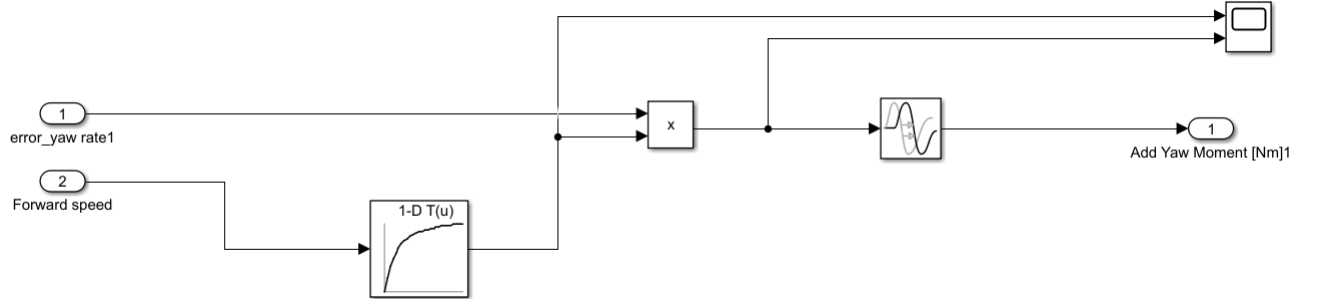 1
error_yaw rate1
2
Forward speed
1-D T(u)
x
1
Add Yaw Moment [Nm]1